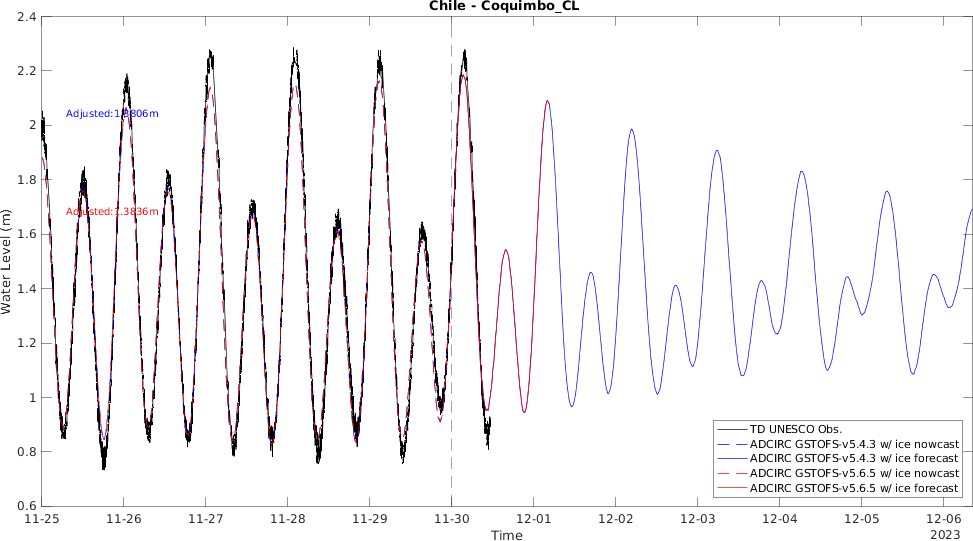 Chile - Coquimbo_CL
2.4
2.2
2
1.8
1.6
1.4
1.2
1
0.8
0.6
Water Level (m)
Adjusted:1.3806m
Adjusted:1.3836m
TD UNESCO Obs.
ADCIRC GSTOFS-v5.4.3 w/ ice nowcast
ADCIRC GSTOFS-v5.4.3 w/ ice forecast
ADCIRC GSTOFS-v5.6.5 w/ ice nowcast
ADCIRC GSTOFS-v5.6.5 w/ ice forecast
11-25 11-26 11-27 11-28 11-29 11-30 12-01 12-02 12-03 12-04 12-05 12-06
2023
Time